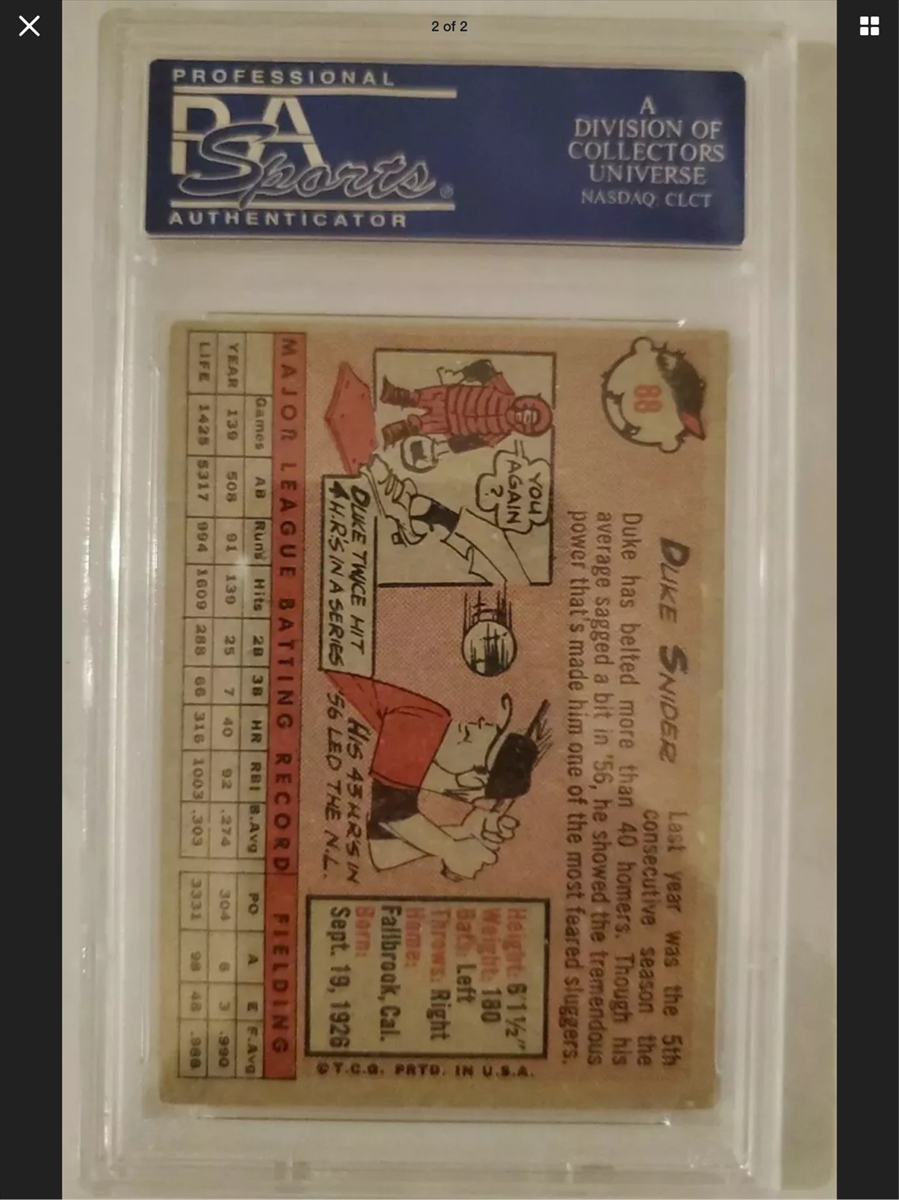 2 of 2
PROFESSIONAL
PSA
Sports®
AUTHENTICATOR
A
DIVISION OF
COLLECTORS
UNIVERSE
NASDAQ: CLCT
88
DUKE SNIDER
Last year was the 5th
consecutive season the
Duke has belted more than 40 homers. Though his
average sagged a bit in '56, he showed the tremendous
power that's made him one of the most feared sluggers.
YOU
AGAIN
?
DUKE TWICE HIT
4 H.R.'S IN A SERIES
HIS 43 H.R'S IN
'56 LED THE N.L.
Height: 6'1½"
Weight: 180
Bats: Left
Throws: Right
Home:
Fallbrook, Cal.
Born:
Sept. 19, 1926
© T.C.G. PRTD. IN U.S.A.
MAJOR LEAGUE BATTING RECORD FIELDING
Games AB Runs Hits 2B 3B HR RBI B.Avg PO A E F.Avg
YEAR 139 508 91 139 25 7 40 92 .274 304 6 3 .990
LIFE 1425 5317 994 1609 288 66 316 1003 .303 3331 98 48 .986